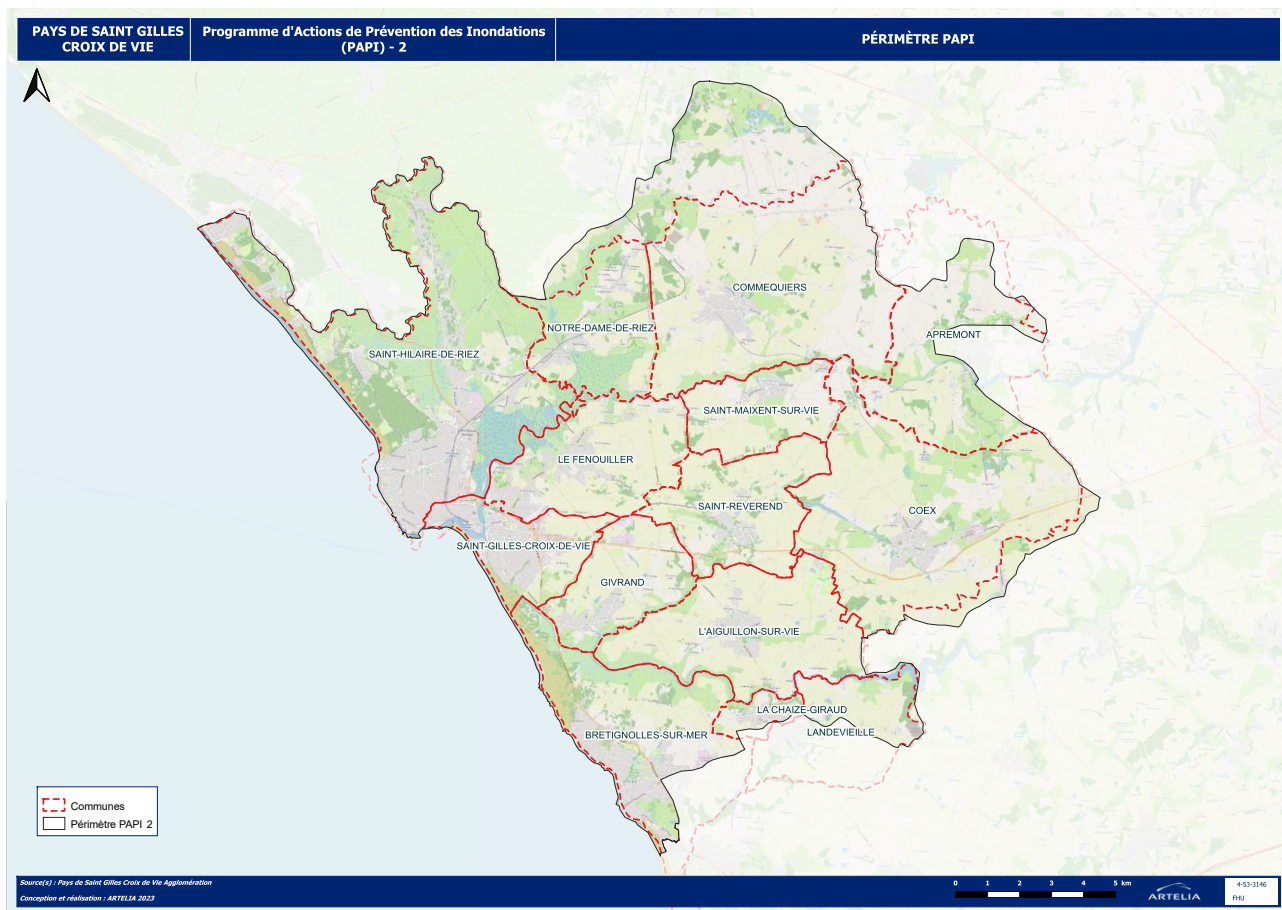 PAYS DE SAINT GILLES
CROIX DE VIE
Programme d'Actions de Prévention des Inondations
(PAPI) - 2
PÉRIMÈTRE PAPI
COMMEQUIERS
NOTRE-DAME-DE-RIEZ
APREMONT
SAINT-HILAIRE-DE-RIEZ
SAINT-MAIXENT-SUR-VIE
LE FENOUILLER
SAINT-REVEREND
COEX
SAINT-GILLES-CROIX-DE-VIE
GIVRAND
L'AIGUILLON-SUR-VIE
LA CHAIZE-GIRAUD
BRETIGNOLLES-SUR-MER
LANDEVIEILLE
Communes
Périmètre PAPI 2
Source(s) : Pays de Saint Gilles Croix de Vie Agglomération
Conception et réalisation : ARTELIA 2023
0 1 2 3 4 5 km
ARTELIA
4-53-3146
FHU